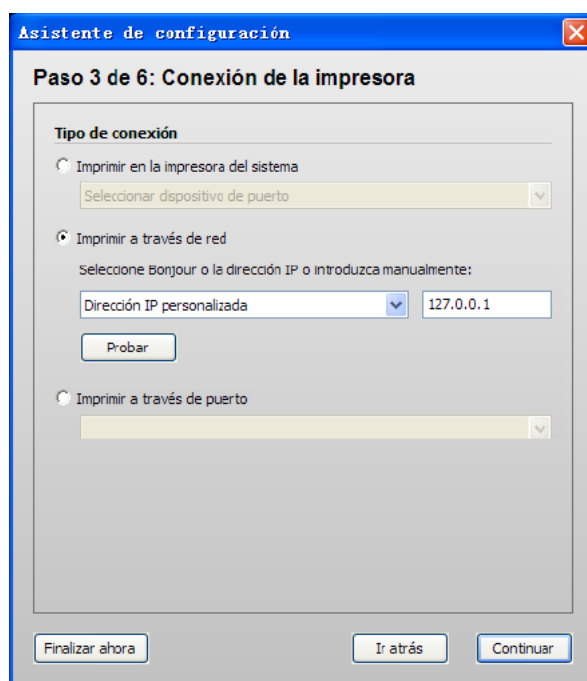 Asistente de configuración
Paso 3 de 6: Conexión de la impresora
Tipo de conexión
Imprimir en la impresora del sistema
Seleccionar dispositivo de puerto
Imprimir a través de red
Seleccione Bonjour o la dirección IP o introduzca manualmente:
Dirección IP personalizada 127.0.0.1
Probar
Imprimir a través de puerto
Finalizar ahora Ir atrás Continuar